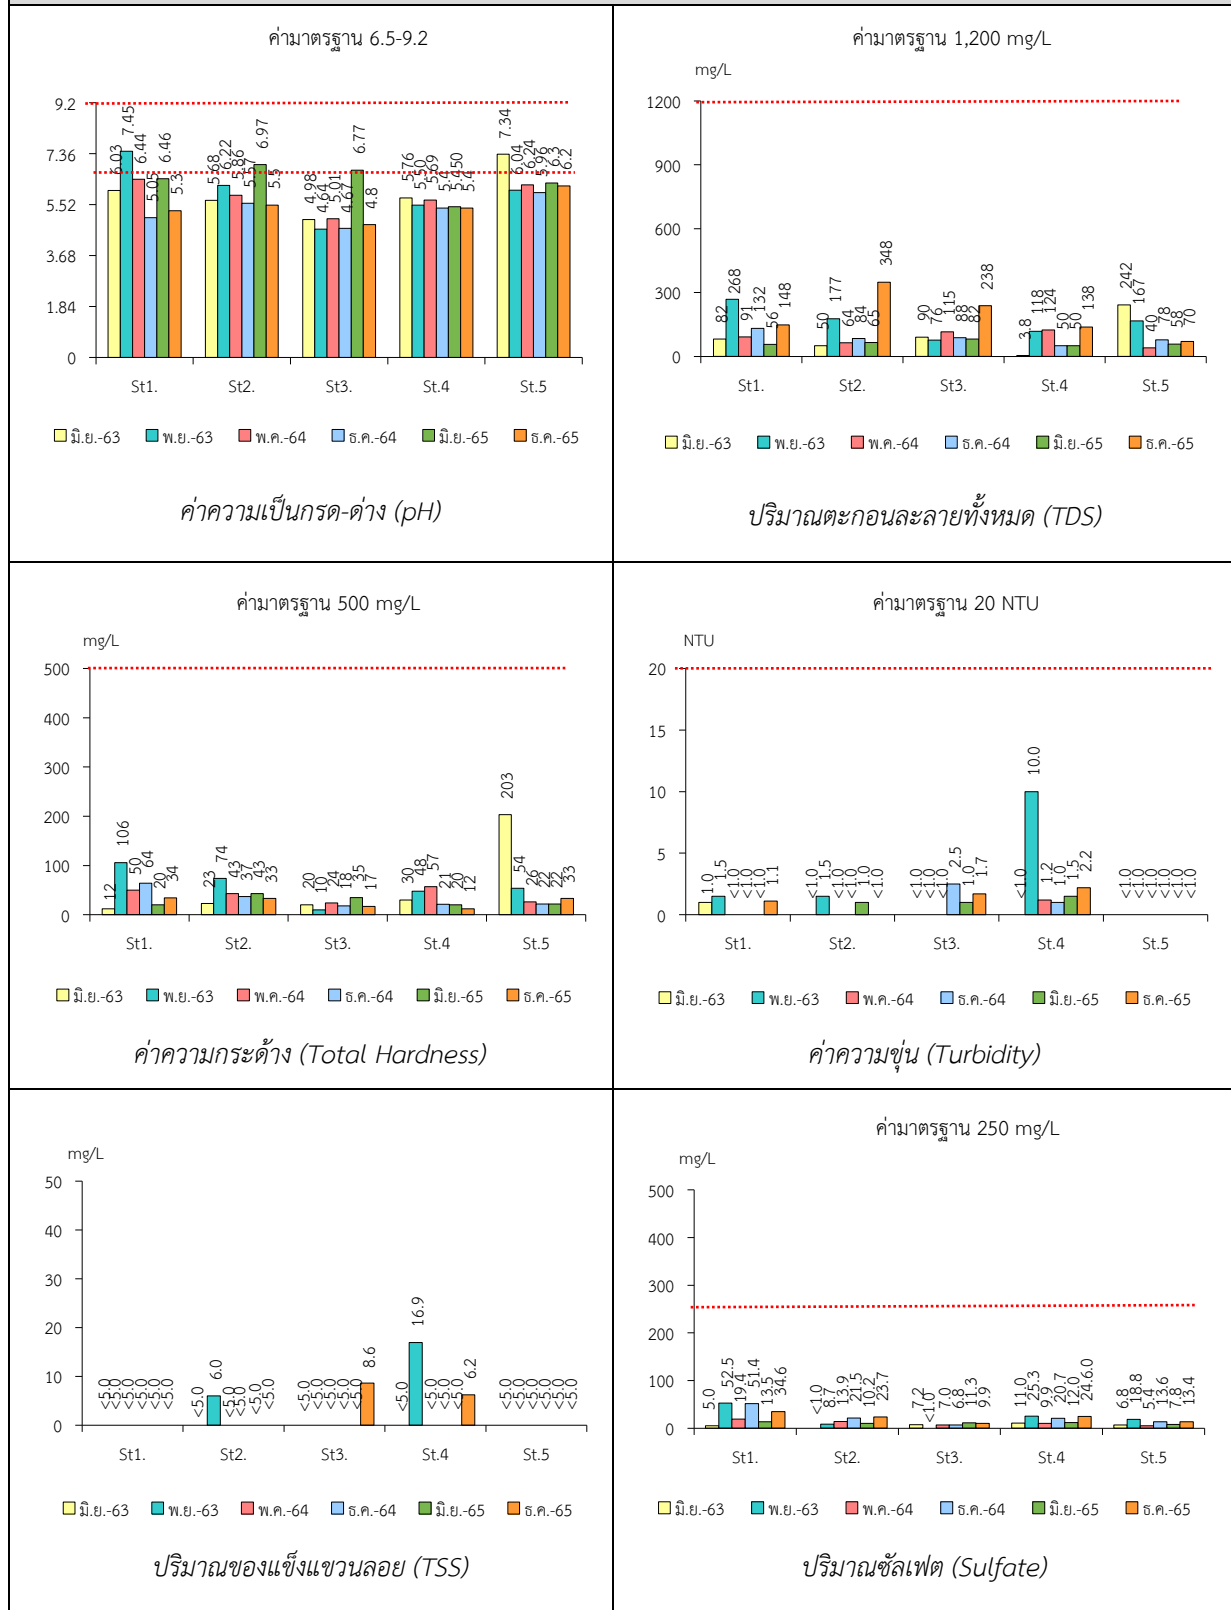 ค่ามาตรฐาน 6.5-9.2
9.2
7.36
5.52
3.68
1.84
0
6.03 7.45 6.44 5.05 6.46 5.3
5.68 6.22 5.86 5.57 6.97 5.5
4.98 4.64 5.01 4.67 6.77 4.8
5.76 5.50 5.69 5.4 5.450 5.4
7.34 6.04 6.24 5.96 6.3 6.2
St1. St2. St3. St.4 St.5
มิ.ย.-63 พ.ย.-63 พ.ค.-64 ธ.ค.-64 มิ.ย.-65 ธ.ค.-65
ค่าความเป็นกรด-ด่าง (pH)
ค่ามาตรฐาน 1,200 mg/L
mg/L
1200
900
600
300
0
82 268 91 132 56 148
50 177 64 84 65 348
90 76 115 88 82 238
3.8 118 124 50 50 138
242 167 40 78 58 70
St1. St2. St3. St.4 St.5
มิ.ย.-63 พ.ย.-63 พ.ค.-64 ธ.ค.-64 มิ.ย.-65 ธ.ค.-65
ปริมาณตะกอนละลายทั้งหมด (TDS)
ค่ามาตรฐาน 500 mg/L
mg/L
500
400
300
200
100
0
12 106 50 64 20 34
23 74 43 37 43 33
20 10 24 18 35 17
30 48 57 21 20 12
203 54 26 22 22 33
St1. St2. St3. St.4 St.5
มิ.ย.-63 พ.ย.-63 พ.ค.-64 ธ.ค.-64 มิ.ย.-65 ธ.ค.-65
ค่าความกระด้าง (Total Hardness)
ค่ามาตรฐาน 20 NTU
NTU
20
15
10
5
0
1.0 1.5 <1.0 <1.0 <1.0 1.1
<1.0 1.5 <1.0 <1.0 1.0 <1.0
<1.0 <1.0 <1.0 2.5 1.0 1.7
<1.0 10.0 1.2 1.0 1.5 2.2
<1.0 <1.0 <1.0 <1.0 <1.0 <1.0
St1. St2. St3. St.4 St.5
มิ.ย.-63 พ.ย.-63 พ.ค.-64 ธ.ค.-64 มิ.ย.-65 ธ.ค.-65
ค่าความขุ่น (Turbidity)
mg/L
50
40
30
20
10
0
<5.0 <5.0 <5.0 <5.0 <5.0 <5.0
<5.0 6.0 <5.0 <5.0 <5.0 <5.0
<5.0 <5.0 <5.0 <5.0 <5.0 8.6
<5.0 16.9 <5.0 <5.0 <5.0 6.2
<5.0 <5.0 <5.0 <5.0 <5.0 <5.0
St1. St2. St3. St.4 St.5
มิ.ย.-63 พ.ย.-63 พ.ค.-64 ธ.ค.-64 มิ.ย.-65 ธ.ค.-65
ปริมาณของแข็งแขวนลอย (TSS)
ค่ามาตรฐาน 250 mg/L
mg/L
500
400
300
200
100
0
5.0 52.5 19.4 51.4 13.5 34.6
<1.0 8.7 13.9 21.5 10.2 23.7
7.2 <1.0 7.0 6.8 11.3 9.9
11.0 25.3 9.9 20.7 12.0 24.6.0
6.8 18.8 5.4 13.6 7.8 13.4
St1. St2. St3. St.4 St.5
มิ.ย.-63 พ.ย.-63 พ.ค.-64 ธ.ค.-64 มิ.ย.-65 ธ.ค.-65
ปริมาณซัลเฟต (Sulfate)